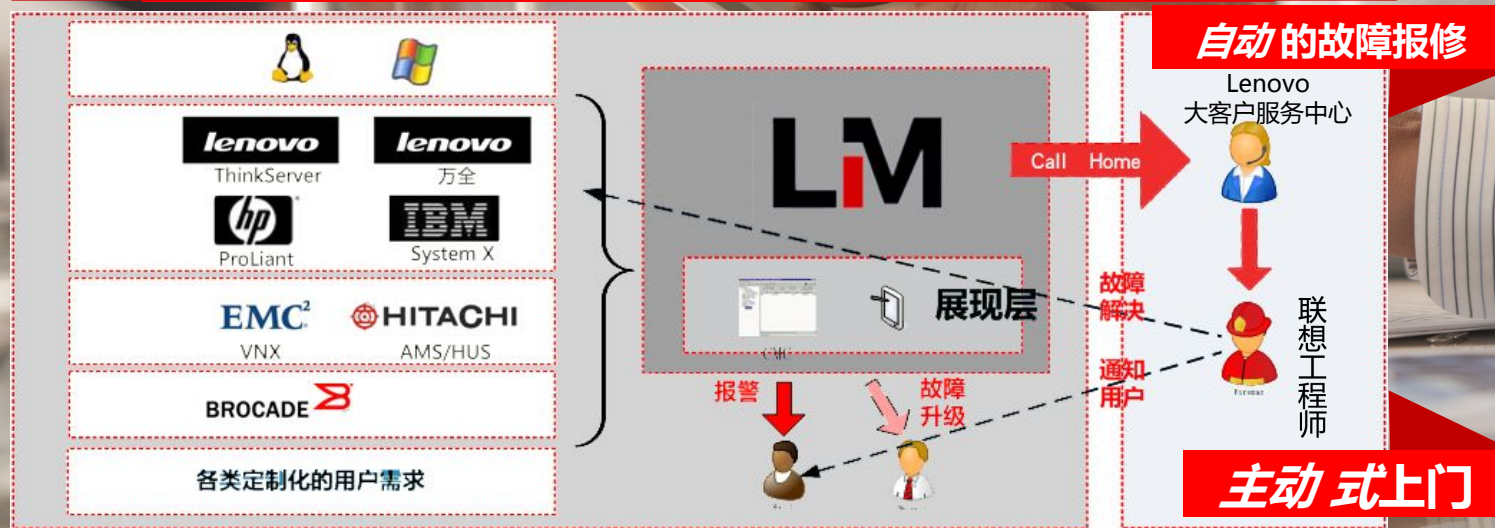 自动 的故障报修
Lenovo
大客户服务中心
lenovo
ThinkServer
lenovo
万全
hp
ProLiant
IBM
System X
EMC²
VNX
HITACHI
AMS/HUS
BROCADE
各类定制化的用户需求
LiM
Call Home
展现层
CMC
报警
故障
升级
故障
解决
通知
用户
Fireman
联想工程师
主动 式上门